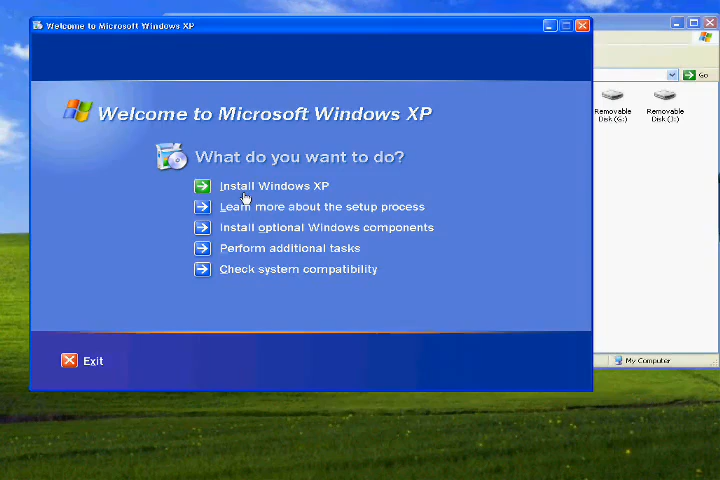 Welcome to Microsoft Windows XP
Go
Welcome to Microsoft Windows XP
Removable
Disk (G:)
Removable
Disk (J:)
What do you want to do?
Install Windows XP
Learn more about the setup process
Install optional Windows components
Perform additional tasks
Check system compatibility
Exit
My Computer